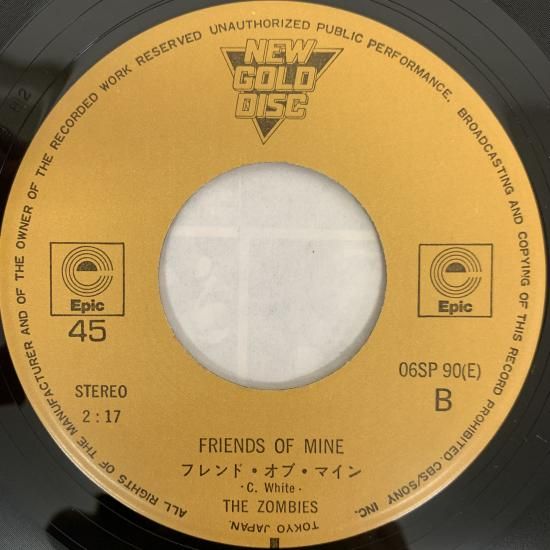 ALL RIGHTS OF THE MANUFACTURER AND OF THE OWNER OF THE RECORDED WORK RESERVED UNAUTHORIZED PUBLIC PERFORMANCE. BROADCASTING AND COPYING OF THIS RECORD PROHIBITED. CBS/SONY INC.
TOKYO JAPAN.
NEW
GOLD
DISC
Epic
45
Epic
STEREO
2:17
06SP 90(E)
B
FRIENDS OF MINE
フレンド・オブ・マイン
- C. White -
THE ZOMBIES